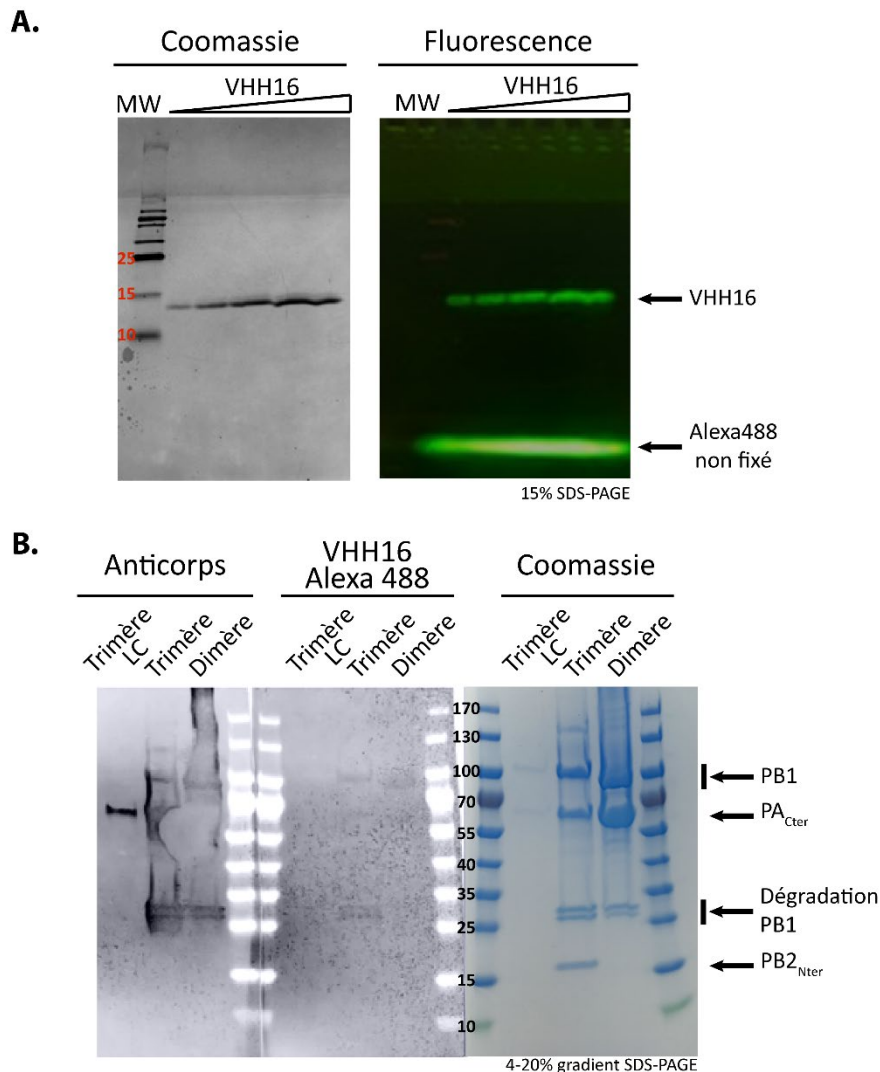 A.
Coomassie
Fluorescence
MW
VHH16
MW
VHH16
25
15
10
VHH16
Alexa488
non fixé
15% SDS-PAGE
B.
Anticorps
VHH16
Alexa 488
Coomassie
Trimère
LC
Trimère
Dimère
Trimère
LC
Trimère
Dimère
Trimère
LC
Trimère
Dimère
170
130
100
70
55
40
35
25
15
10
PB1
PACter
Dégradation
PB1
PB2Nter
4-20% gradient SDS-PAGE